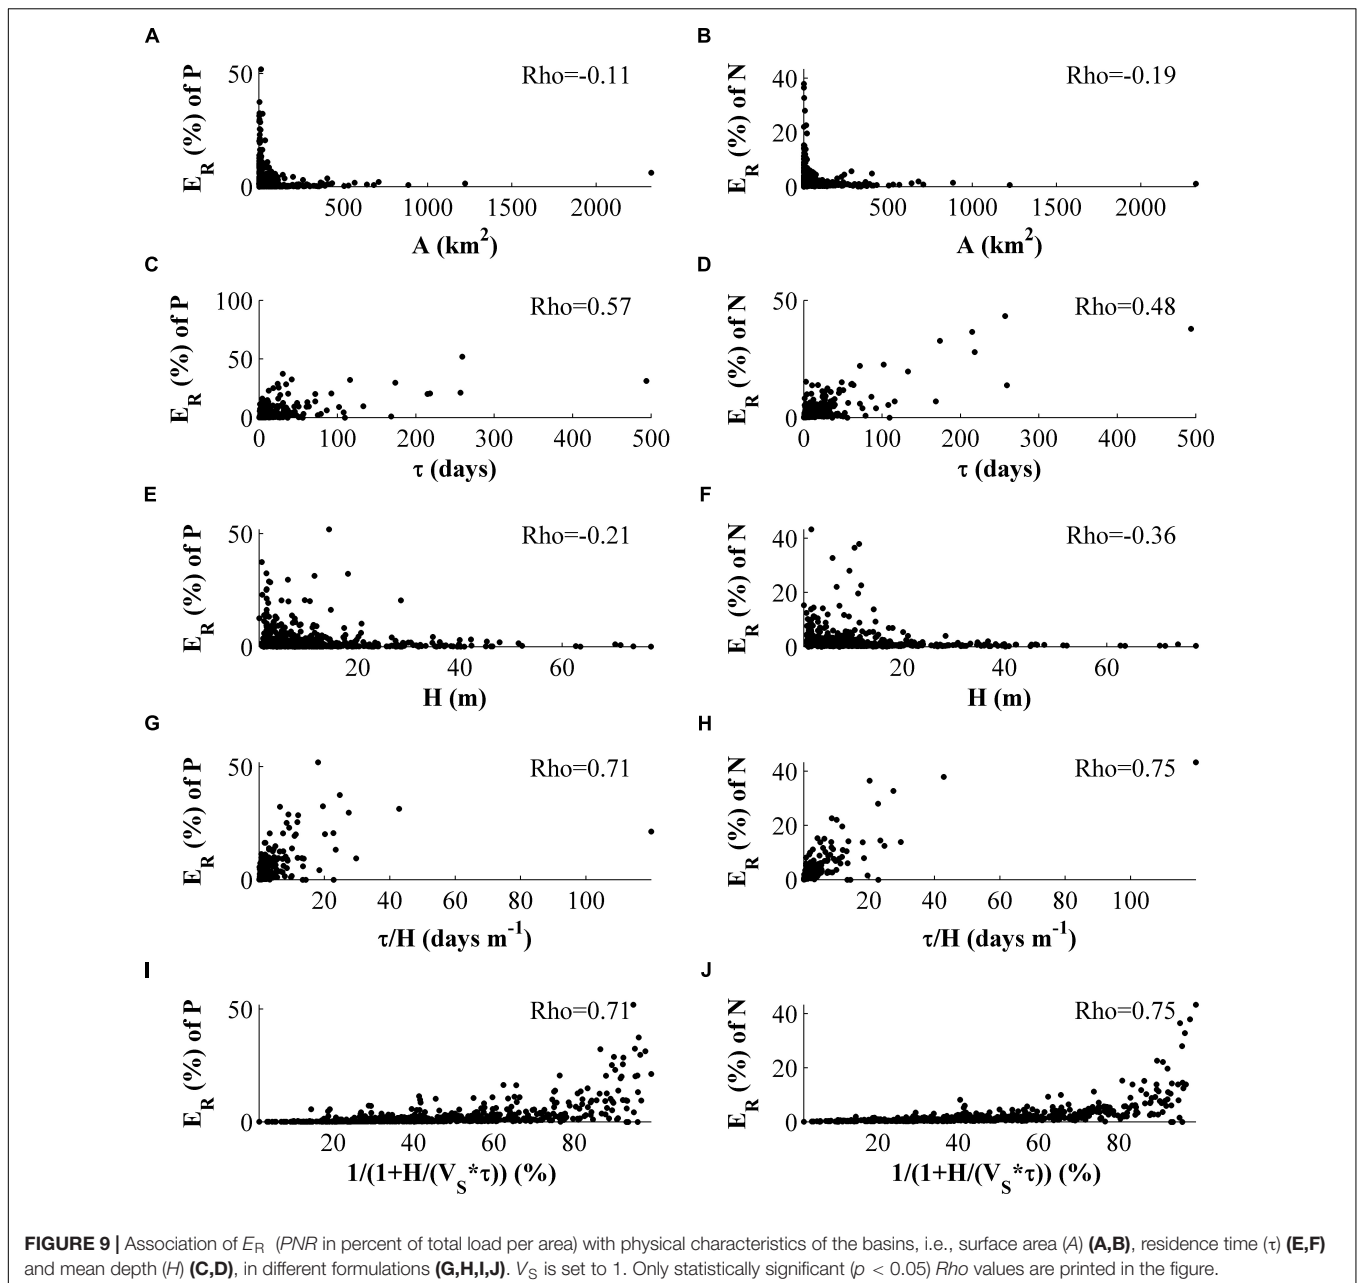 A
Rho=-0.11
E_R (%) of P
50
0
500
1000
1500
2000
A (km²)
B
Rho=-0.19
E_R (%) of N
40
20
0
500
1000
1500
2000
A (km²)
C
Rho=0.57
E_R (%) of P
100
50
0
0
100
200
300
400
500
τ (days)
D
Rho=0.48
E_R (%) of N
50
0
0
100
200
300
400
500
τ (days)
E
Rho=-0.21
E_R (%) of P
50
0
20
40
60
H (m)
F
Rho=-0.36
E_R (%) of N
40
20
0
20
40
60
H (m)
G
Rho=0.71
E_R (%) of P
50
0
20
40
60
80
100
τ/H (days m⁻¹)
H
Rho=0.75
E_R (%) of N
40
20
0
20
40
60
80
100
τ/H (days m⁻¹)
I
Rho=0.71
E_R (%) of P
50
0
20
40
60
80
1/(1+H/(V_S*τ)) (%)
J
Rho=0.75
E_R (%) of N
40
20
0
20
40
60
80
1/(1+H/(V_S*τ)) (%)
FIGURE 9 | Association of E_R (PNR in percent of total load per area) with physical characteristics of the basins, i.e., surface area (A) (A,B), residence time (τ) (E,F)
and mean depth (H) (C,D), in different formulations (G,H,I,J). V_S is set to 1. Only statistically significant (p < 0.05) Rho values are printed in the figure.